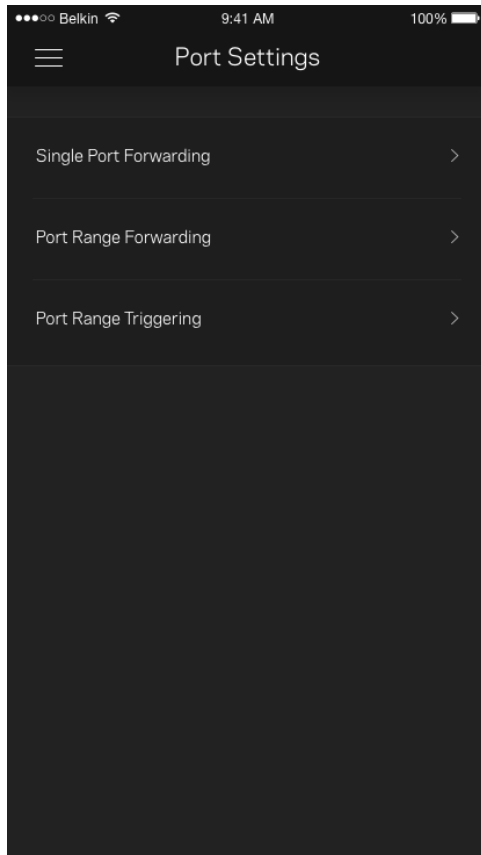 Belkin 9:41 AM 100%
Port Settings
Single Port Forwarding
Port Range Forwarding
Port Range Triggering